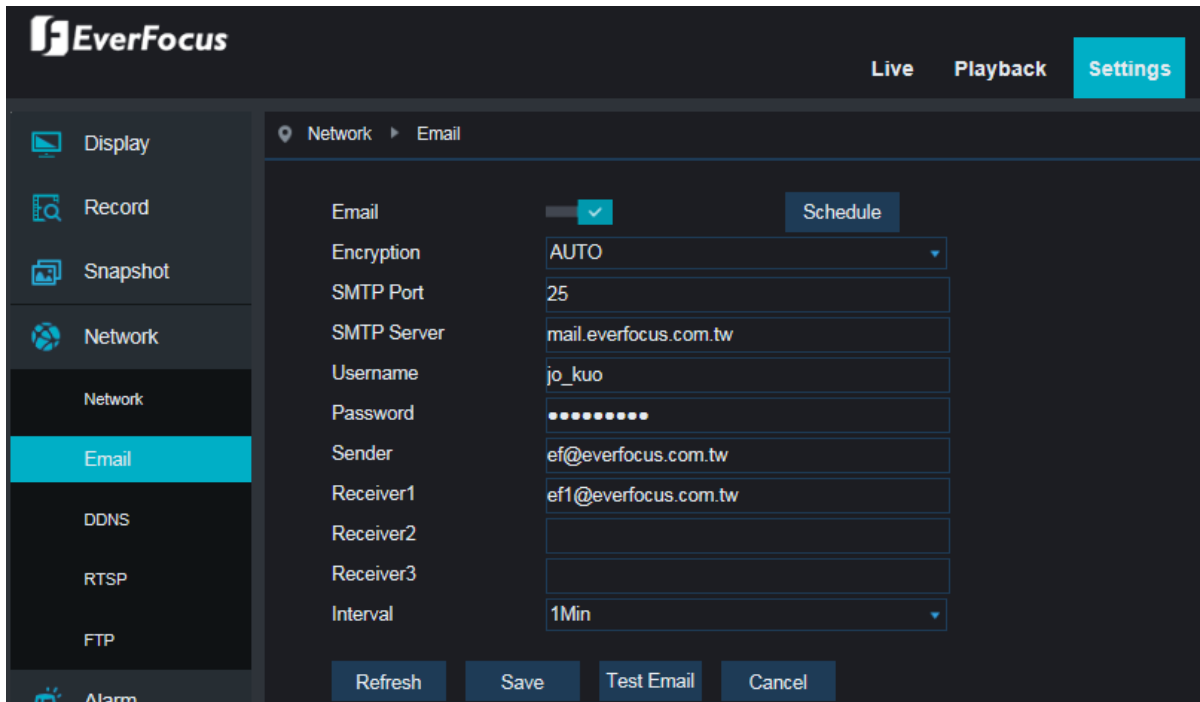 EverFocus
Live Playback Settings
Display
Record
Snapshot
Network
Network
Email
DDNS
RTSP
FTP
Alarm
Network Email
Email Schedule
Encryption AUTO
SMTP Port 25
SMTP Server mail.everfocus.com.tw
Username jo_kuo
Password •••••••••
Sender ef@everfocus.com.tw
Receiver1 ef1@everfocus.com.tw
Receiver2
Receiver3
Interval 1Min
Refresh Save Test Email Cancel